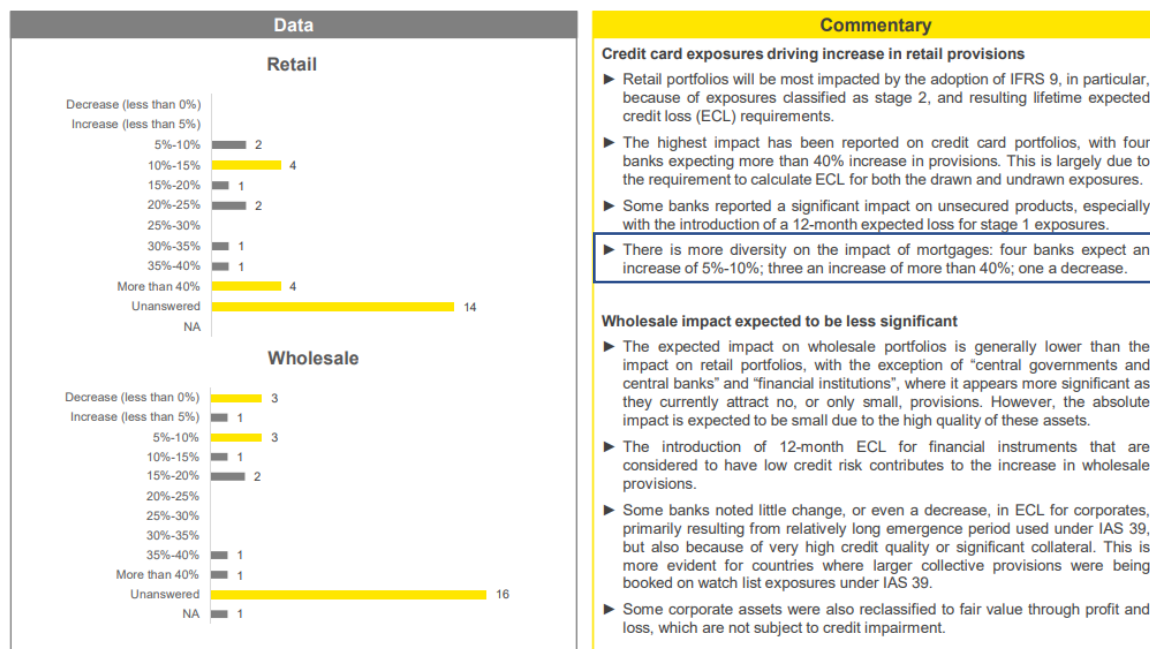 Data
Retail
Decrease (less than 0%)
Increase (less than 5%)
5%-10% 2
10%-15% 4
15%-20% 1
20%-25% 2
25%-30%
30%-35% 1
35%-40% 1
More than 40% 4
Unanswered 14
NA
Wholesale
Decrease (less than 0%) 3
Increase (less than 5%) 1
5%-10% 3
10%-15% 1
15%-20% 2
20%-25%
25%-30%
30%-35%
35%-40% 1
More than 40% 1
Unanswered 16
NA 1
Commentary
Credit card exposures driving increase in retail provisions
► Retail portfolios will be most impacted by the adoption of IFRS 9, in particular,
because of exposures classified as stage 2, and resulting lifetime expected
credit loss (ECL) requirements.
► The highest impact has been reported on credit card portfolios, with four
banks expecting more than 40% increase in provisions. This is largely due to
the requirement to calculate ECL for both the drawn and undrawn exposures.
► Some banks reported a significant impact on unsecured products, especially
with the introduction of a 12-month expected loss for stage 1 exposures.
► There is more diversity on the impact of mortgages: four banks expect an
increase of 5%-10%; three an increase of more than 40%; one a decrease.
Wholesale impact expected to be less significant
► The expected impact on wholesale portfolios is generally lower than the
impact on retail portfolios, with the exception of “central governments and
central banks” and “financial institutions”, where it appears more significant as
they currently attract no, or only small, provisions. However, the absolute
impact is expected to be small due to the high quality of these assets.
► The introduction of 12-month ECL for financial instruments that are
considered to have low credit risk contributes to the increase in wholesale
provisions.
► Some banks noted little change, or even a decrease, in ECL for corporates,
primarily resulting from relatively long emergence period used under IAS 39,
but also because of very high credit quality or significant collateral. This is
more evident for countries where larger collective provisions were being
booked on watch list exposures under IAS 39.
► Some corporate assets were also reclassified to fair value through profit and
loss, which are not subject to credit impairment.